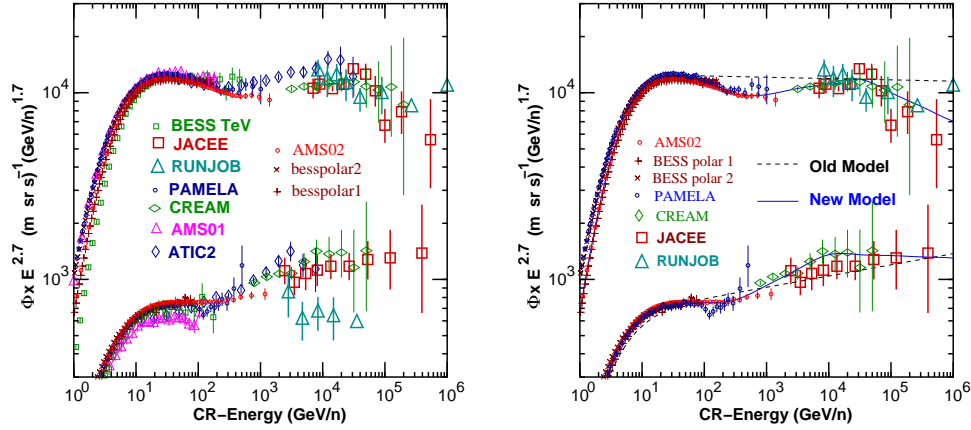 Φx E^2.7 (m sr s)^−1 (GeV/n)^1.7
10^4
10^3
BESS TeV
JACEE
RUNJOB
PAMELA
CREAM
AMS01
ATIC2
AMS02
besspolar2
besspolar1
10^0 10^1 10^2 10^3 10^4 10^5 10^6
CR−Energy (GeV/n)
Φx E^2.7 (m sr s)^−1 (GeV/n)^1.7
10^4
10^3
AMS02
BESS polar 1
BESS polar 2
PAMELA
CREAM
JACEE
RUNJOB
Old Model
New Model
10^0 10^1 10^2 10^3 10^4 10^5 10^6
CR−Energy (GeV/n)